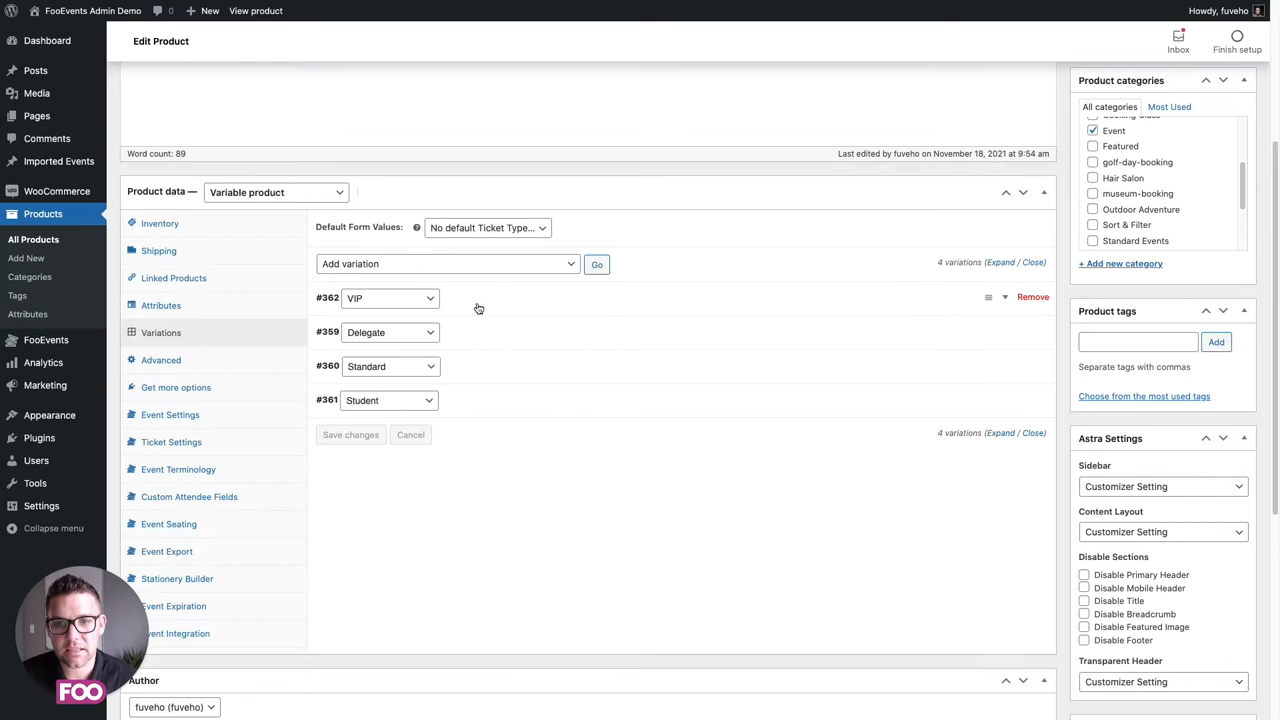 FooEvents Admin Demo 0 New View product Howdy, fuveho
Dashboard
Posts
Media
Pages
Comments
Imported Events
WooCommerce
Products
All Products
Add New
Categories
Tags
Attributes
FooEvents
Analytics
Marketing
Appearance
Plugins
Users
Tools
Settings
Collapse menu
FOO
Edit Product
Inbox
Finish setup
Word count: 89 Last edited by fuveho on November 18, 2021 at 9:54 am
Product data — Variable product
Inventory
Shipping
Linked Products
Attributes
Variations
Advanced
Get more options
Event Settings
Ticket Settings
Event Terminology
Custom Attendee Fields
Event Seating
Event Export
Stationery Builder
Event Expiration
Event Integration
Default Form Values: No default Ticket Type...
Add variation Go 4 variations (Expand / Close)
#362 VIP Remove
#359 Delegate
#360 Standard
#361 Student
Save changes Cancel 4 variations (Expand / Close)
Author
fuveho (fuveho)
Product categories
All categories Most Used
Event
Featured
golf-day-booking
Hair Salon
museum-booking
Outdoor Adventure
Sort & Filter
Standard Events
+ Add new category
Product tags
Add
Separate tags with commas
Choose from the most used tags
Astra Settings
Sidebar
Customizer Setting
Content Layout
Customizer Setting
Disable Sections
Disable Primary Header
Disable Mobile Header
Disable Title
Disable Breadcrumb
Disable Featured Image
Disable Footer
Transparent Header
Customizer Setting